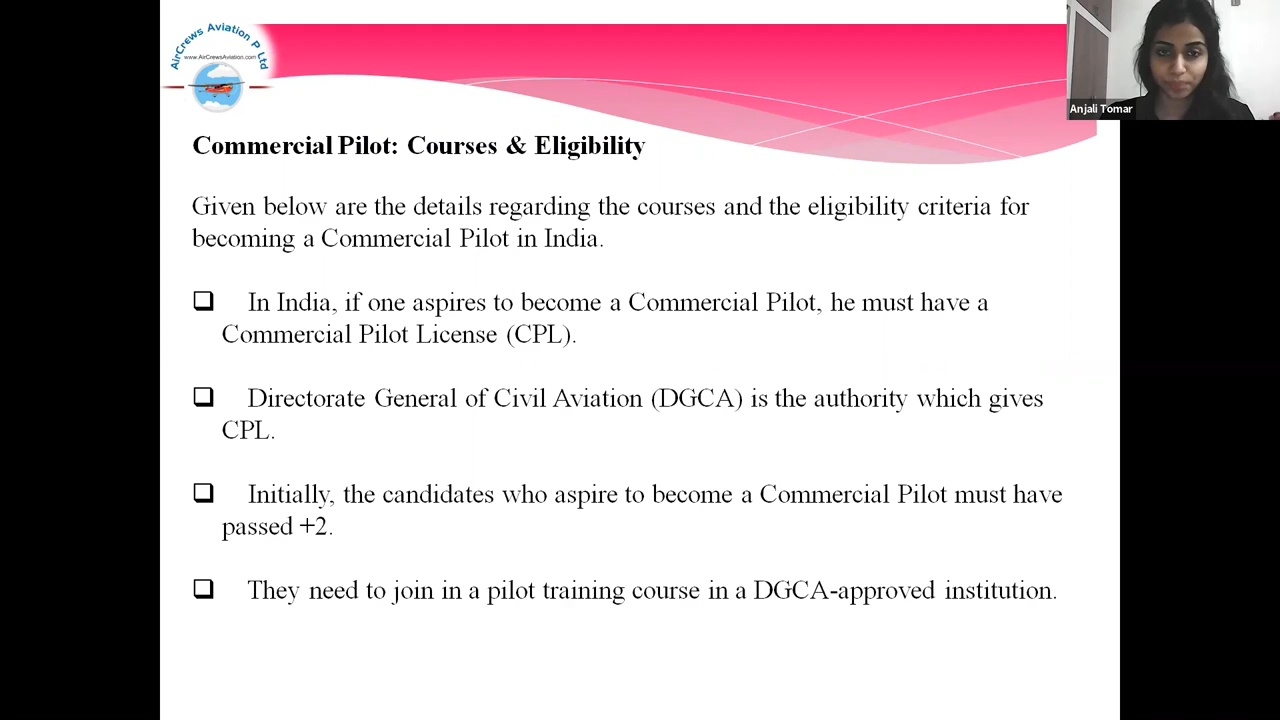 AirCrews Aviation P Ltd
www.AirCrewsAviation.com
Anjali Tomar
Commercial Pilot: Courses & Eligibility
Given below are the details regarding the courses and the eligibility criteria for
becoming a Commercial Pilot in India.
❑ In India, if one aspires to become a Commercial Pilot, he must have a
Commercial Pilot License (CPL).
❑ Directorate General of Civil Aviation (DGCA) is the authority which gives
CPL.
❑ Initially, the candidates who aspire to become a Commercial Pilot must have
passed +2.
❑ They need to join in a pilot training course in a DGCA-approved institution.